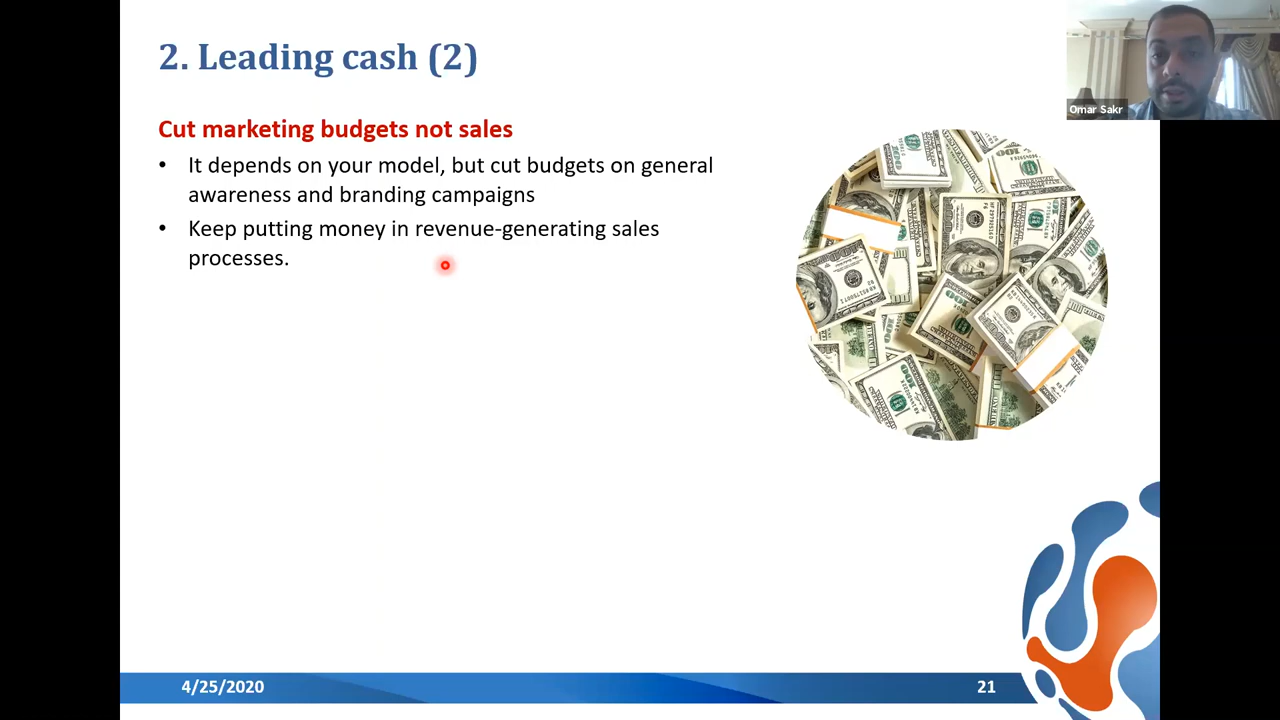 2. Leading cash (2)
Omar Sakr
Cut marketing budgets not sales
• It depends on your model, but cut budgets on general
awareness and branding campaigns
• Keep putting money in revenue-generating sales
processes.
4/25/2020
21